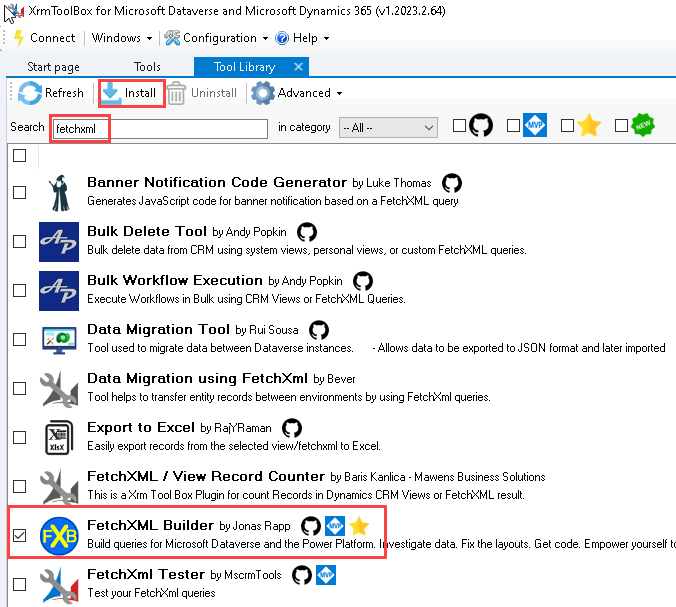 XrmToolBox for Microsoft Dataverse and Microsoft Dynamics 365 (v1.2023.2.64)
Connect Windows Configuration Help
Start page Tools Tool Library
Refresh Install Uninstall Advanced
Search fetchxml in category -- All -- MVP NEW
Banner Notification Code Generator by Luke Thomas
Generates JavaScript code for banner notification based on a FetchXML query
AP Bulk Delete Tool by Andy Popkin
Bulk delete data from CRM using system views, personal views, or custom FetchXML queries.
AP Bulk Workflow Execution by Andy Popkin
Execute Workflows in Bulk using CRM Views or FetchXML Queries.
Data Migration Tool by Rui Sousa
Tool used to migrate data between Dataverse instances. - Allows data to be exported to JSON format and later imported
Data Migration using FetchXml by Bever
Tool helps to transfer entity records between environments by using FetchXml queries.
Export to Excel by RajYRaman
Easily export records from the selected view/fetchxml to Excel.
FetchXML / View Record Counter by Baris Kanlica - Mawens Business Solutions
This is a Xrm Tool Box Plugin for count Records in Dynamics CRM Views or FetchXML result.
FXB FetchXML Builder by Jonas Rapp MVP
Build queries for Microsoft Dataverse and the Power Platform. Investigate data. Fix the layouts. Get code. Empower yourself to
FetchXml Tester by MscrmTools MVP
Test your FetchXML queries